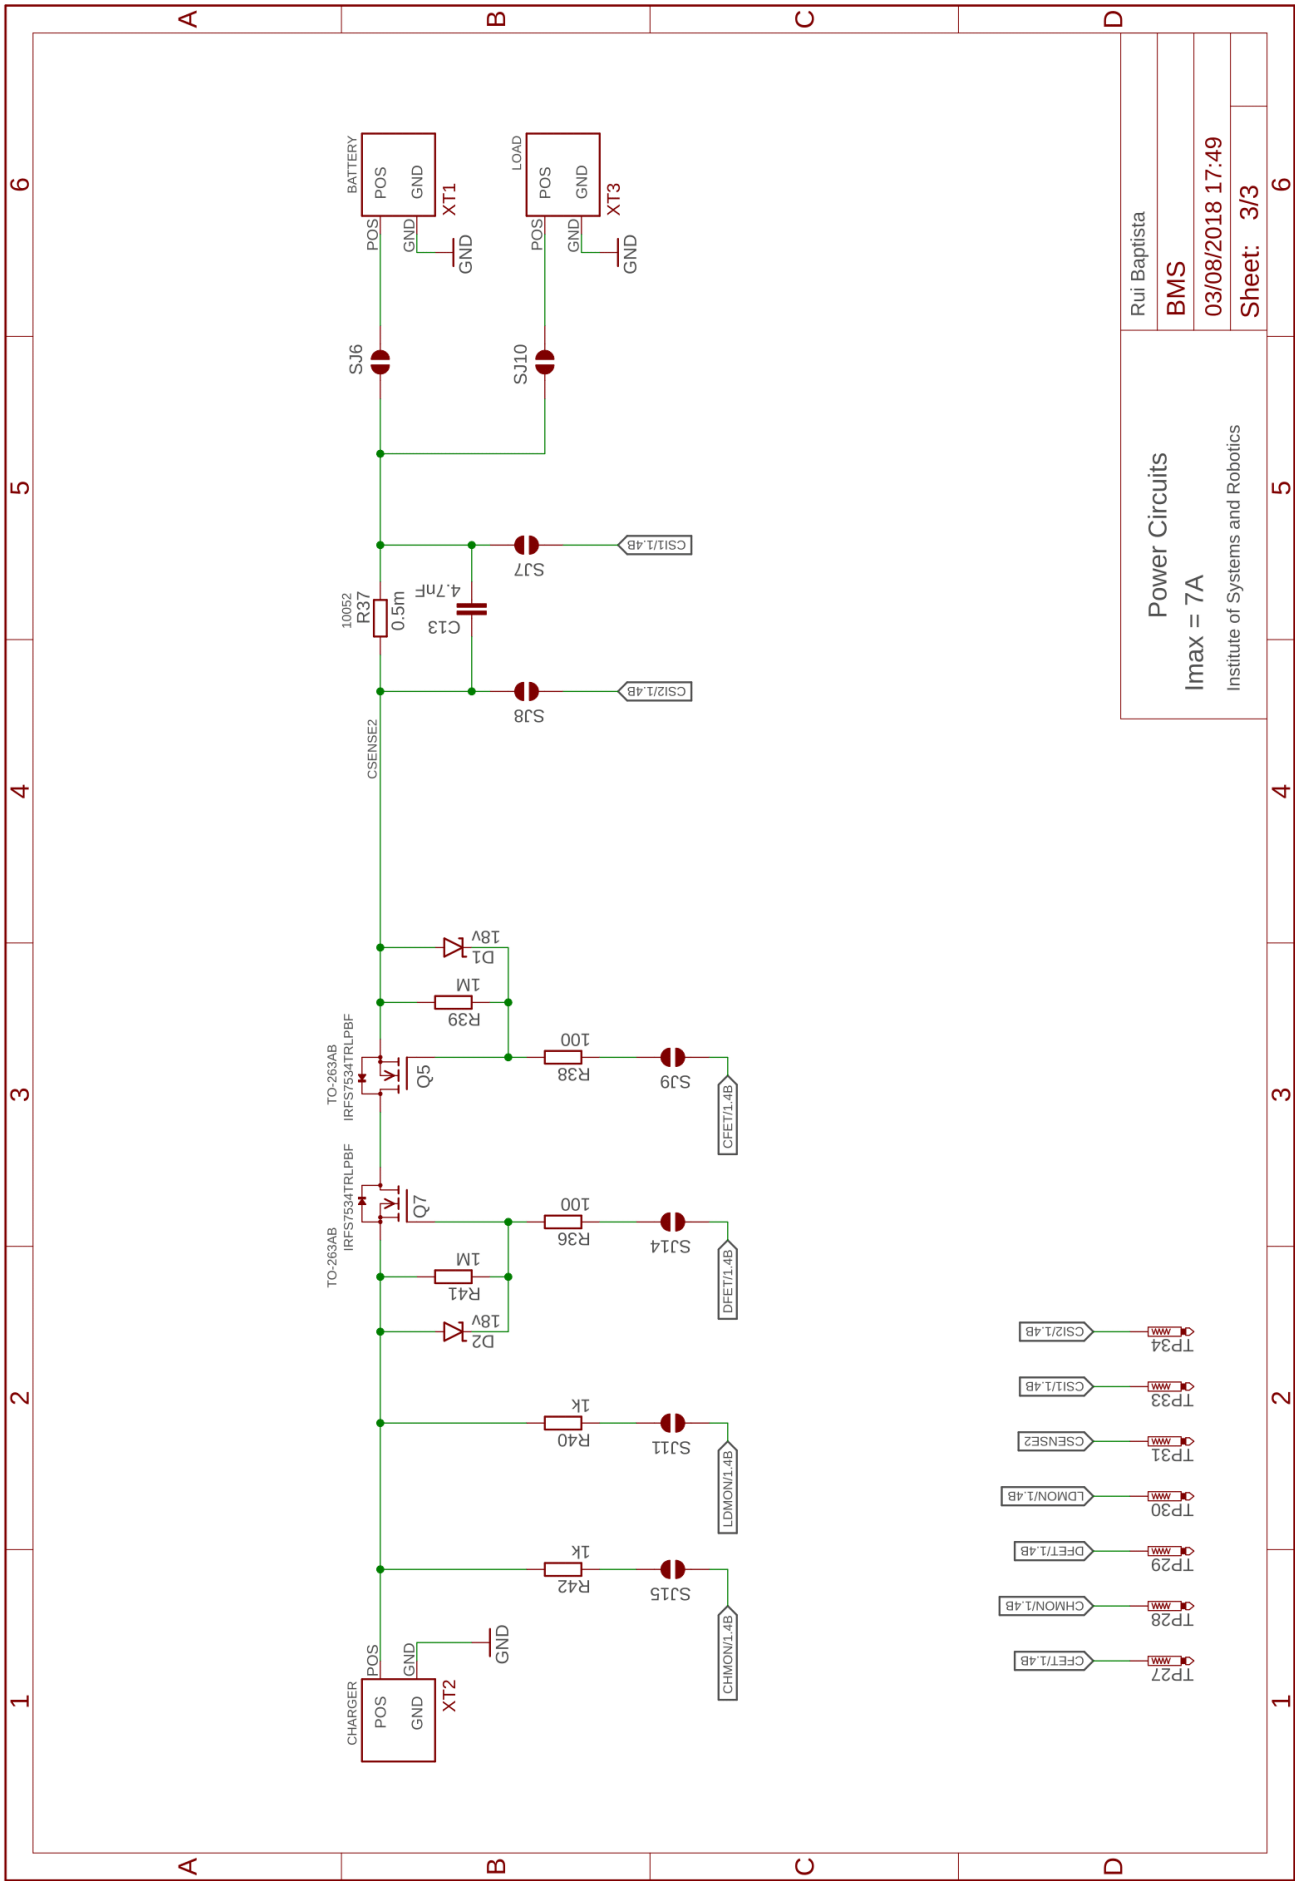 A
B
C
D
6
5
4
3
2
1
6
5
4
3
2
1
A
B
C
D
CHARGER
POS
GND
XT2
POS
GND
GND
R42
1k
SJ15
CHMON/1.4B
R40
1k
SJ11
LDMON/1.4B
D2
18v
R41
1M
TO-263AB
IRFS7534TRLPBF
Q7
R36
100
SJ14
DFET/1.4B
TO-263AB
IRFS7534TRLPBF
Q5
R38
100
SJ9
CFET/1.4B
R39
1M
D1
18v
CSENSE2
10052
R37
0.5m
C13
4.7nF
SJ8
CSI2/1.4B
SJ7
CSI1/1.4B
SJ6
SJ10
BATTERY
POS
GND
XT1
POS
GND
GND
LOAD
POS
GND
XT3
POS
GND
GND
CFET/1.4B
TP27
CHMON/1.4B
TP28
DFET/1.4B
TP29
LDMON/1.4B
TP30
CSENSE2
TP31
CSI1/1.4B
TP33
CSI2/1.4B
TP34
Power Circuits
Imax = 7A
Institute of Systems and Robotics
Rui Baptista
BMS
03/08/2018 17:49
Sheet: 3/3